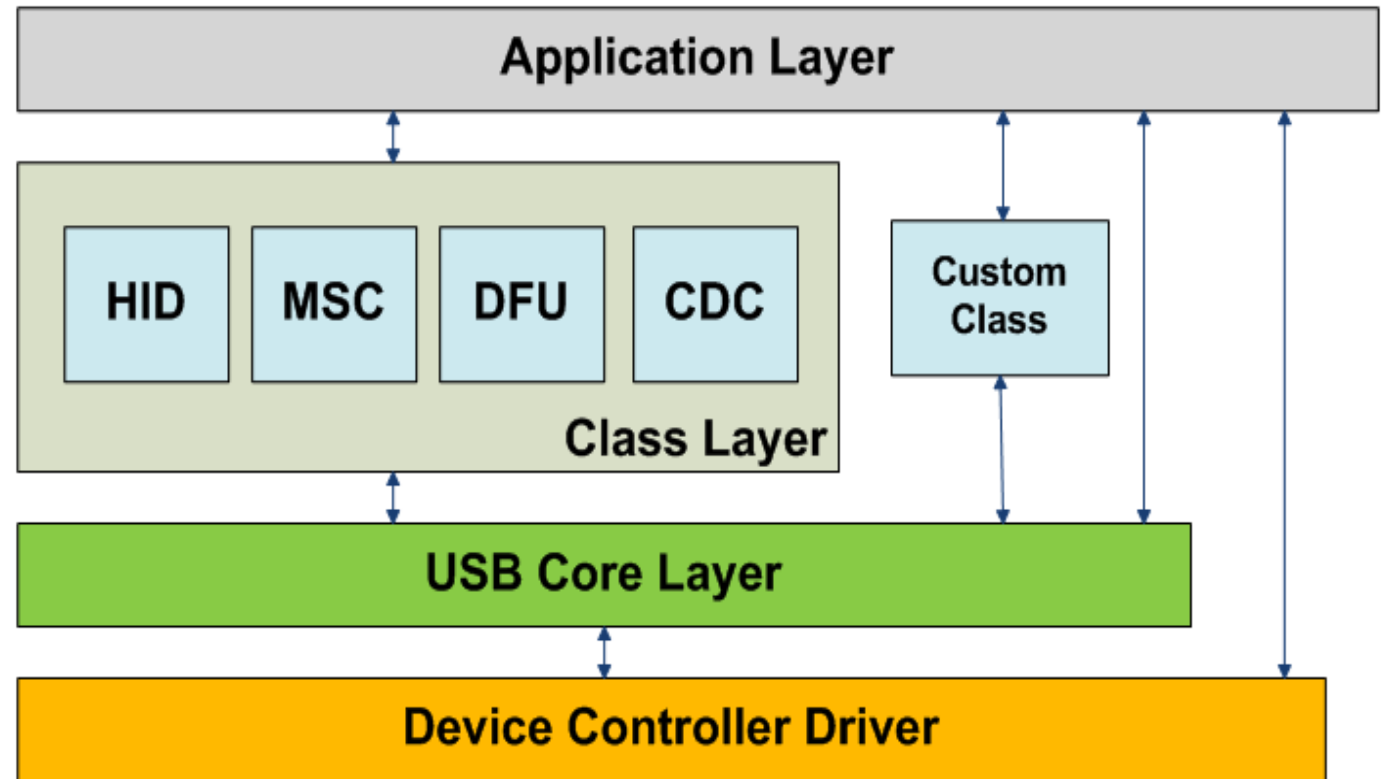 Application Layer
HID
MSC
DFU
CDC
Custom
Class
Class Layer
USB Core Layer
Device Controller Driver